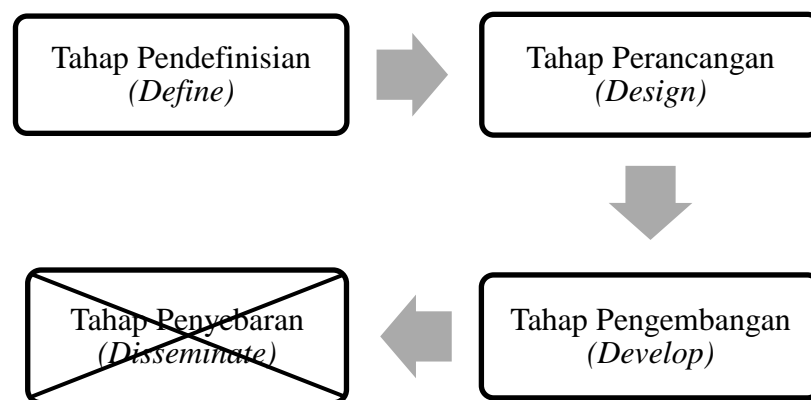 Tahap Pendefinisian
(Define)
Tahap Perancangan
(Design)
Tahap Penyebaran
(Disseminate)
Tahap Pengembangan
(Develop)